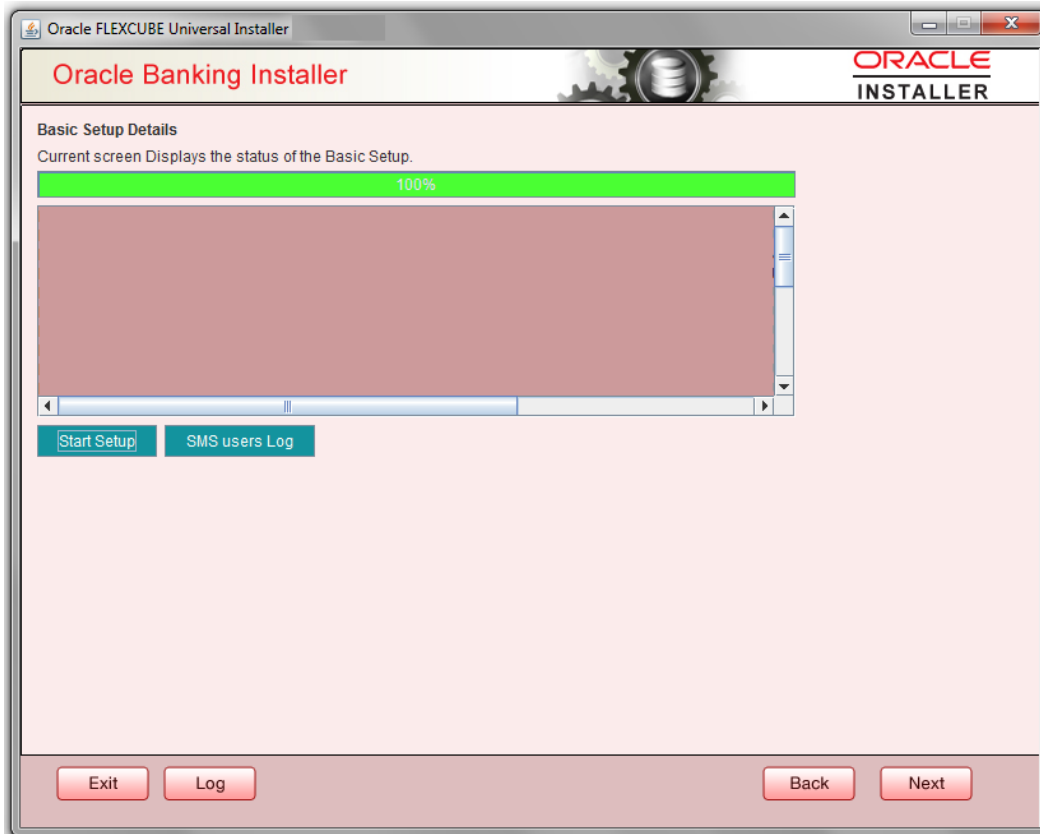 Oracle FLEXCUBE Universal Installer
Oracle Banking Installer
ORACLE
INSTALLER
Basic Setup Details
Current screen Displays the status of the Basic Setup.
100%
Start Setup SMS users Log
Exit Log Back Next